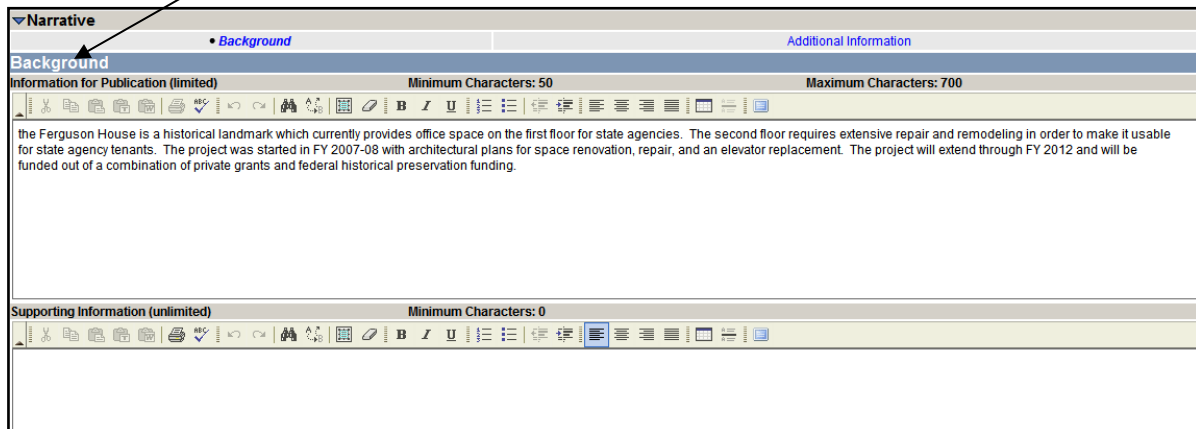 Narrative
• Background Additional Information
Background
Information for Publication (limited) Minimum Characters: 50 Maximum Characters: 700
ABC B I U
the Ferguson House is a historical landmark which currently provides office space on the first floor for state agencies. The second floor requires extensive repair and remodeling in order to make it usable
for state agency tenants. The project was started in FY 2007-08 with architectural plans for space renovation, repair, and an elevator replacement. The project will extend through FY 2012 and will be
funded out of a combination of private grants and federal historical preservation funding.
Supporting Information (unlimited) Minimum Characters: 0
ABC B I U